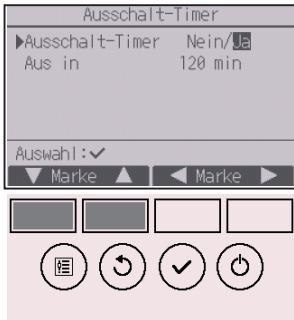 Ausschalt-Timer
▶Ausschalt-Timer Nein/Ja
Aus in 120 min
Auswahl:✓
▼ Marke ▲ ◀ Marke ▶